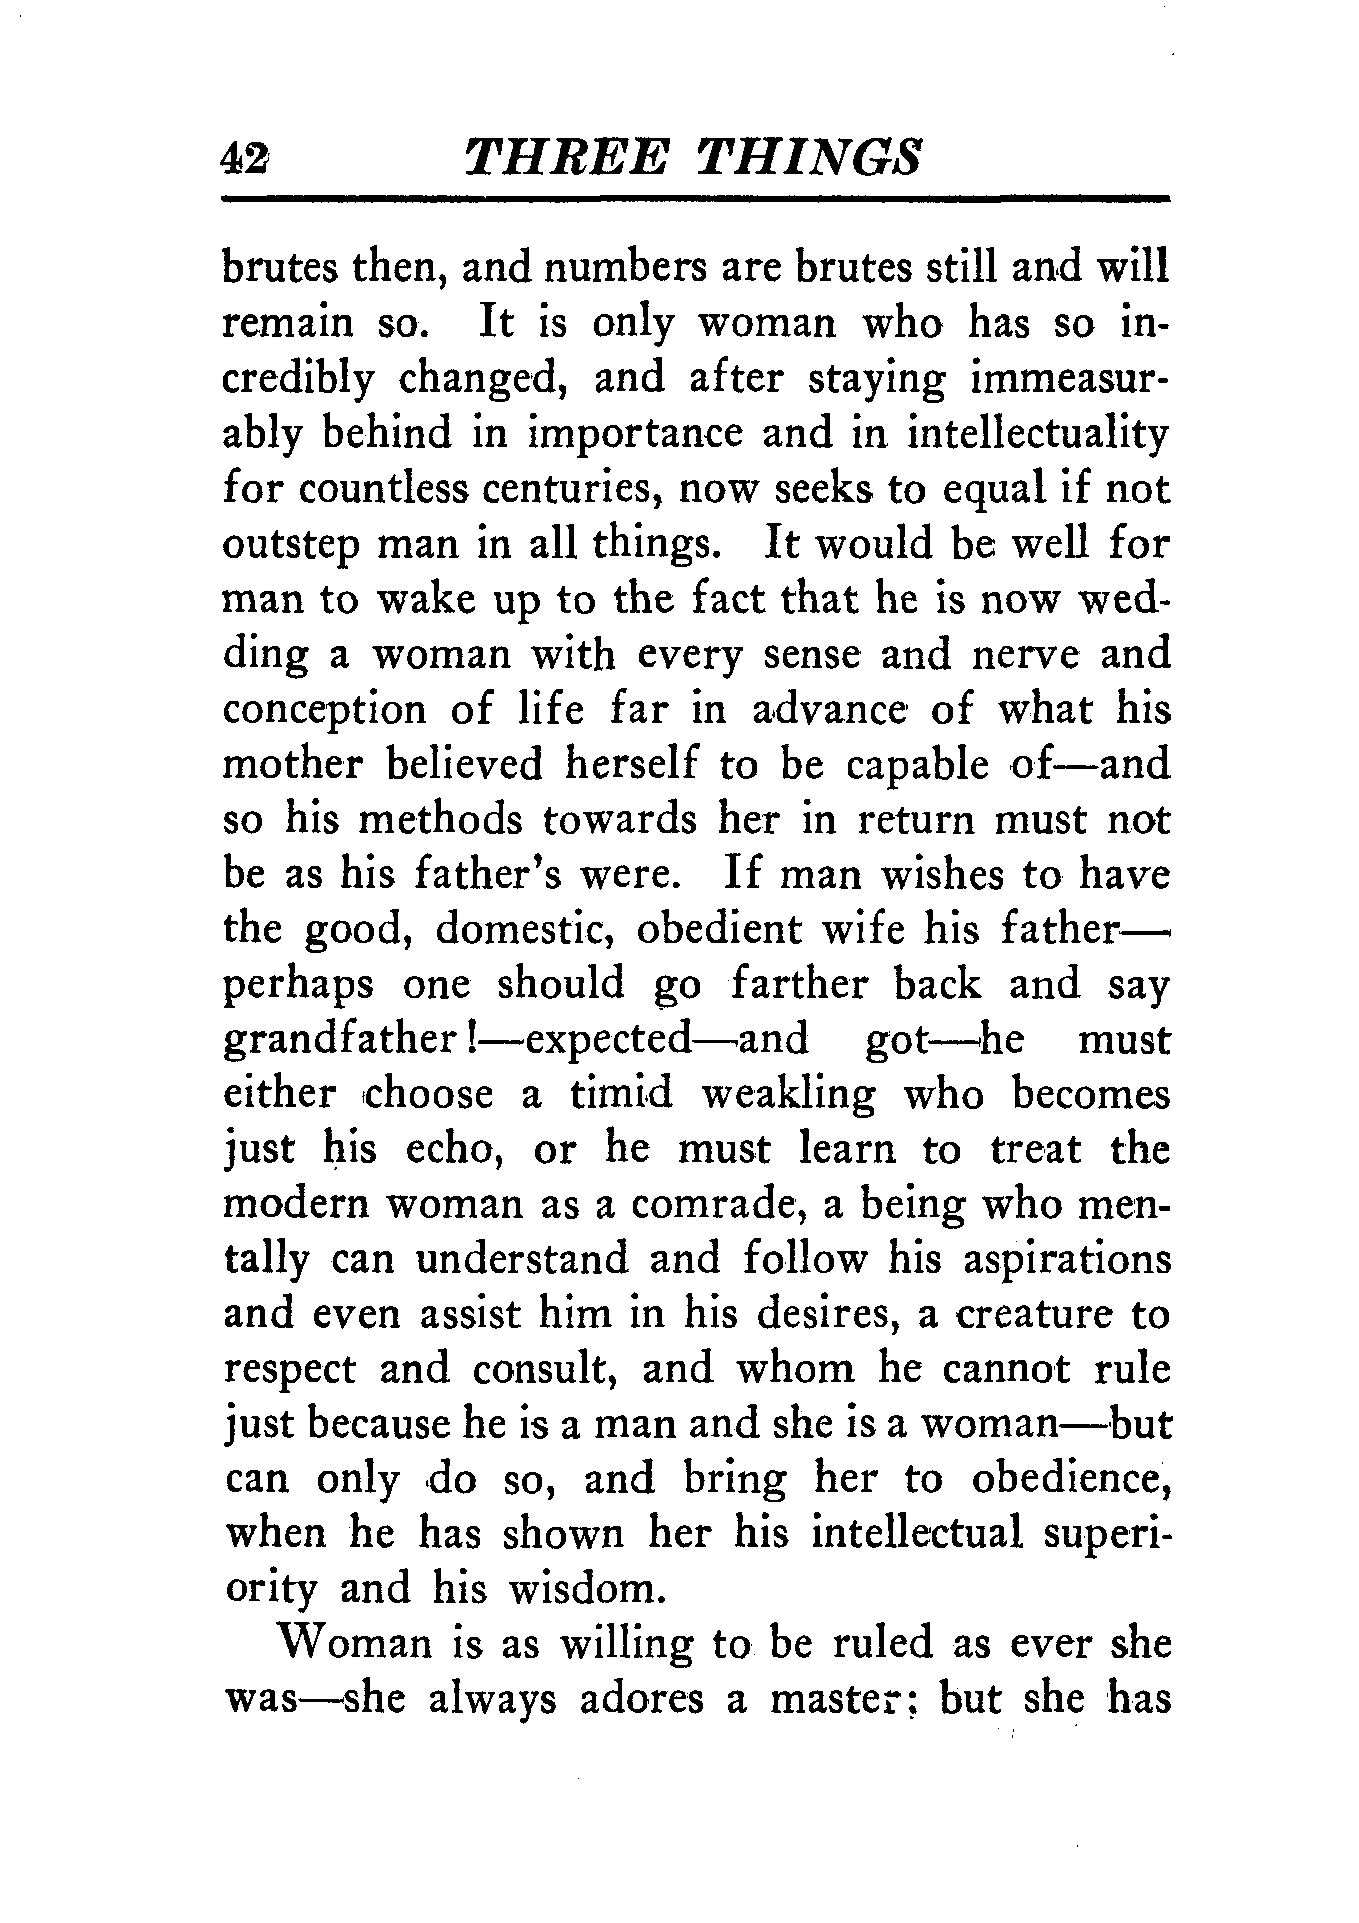 42 THREE THINGS
brutes then, and numbers are brutes still and will
remain so. It is only woman who has so in-
credibly changed, and after staying immeasur-
ably behind in importance and in intellectuality
for countless centuries, now seeks to equal if not
outstep man in all things. It would be well for
man to wake up to the fact that he is now wed-
ding a woman with every sense and nerve and
conception of life far in advance of what his
mother believed herself to be capable of—and
so his methods towards her in return must not
be as his father's were. If man wishes to have
the good, domestic, obedient wife his father—
perhaps one should go farther back and say
grandfather!—expected—and got—he must
either choose a timid weakling who becomes
just his echo, or he must learn to treat the
modern woman as a comrade, a being who men-
tally can understand and follow his aspirations
and even assist him in his desires, a creature to
respect and consult, and whom he cannot rule
just because he is a man and she is a woman—but
can only do so, and bring her to obedience,
when he has shown her his intellectual superi-
ority and his wisdom.
Woman is as willing to be ruled as ever she
was—she always adores a master; but she has